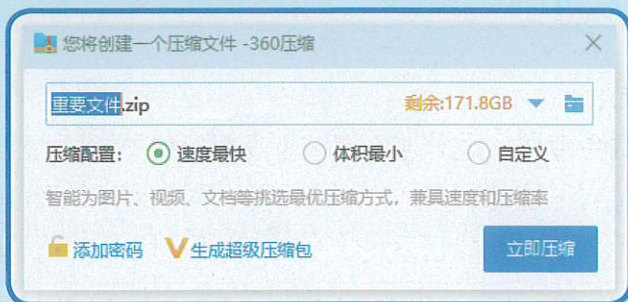 您将创建一个压缩文件 -360压缩
重要文件.zip 剩余:171.8GB
压缩配置： 速度最快 体积最小 自定义
智能为图片、视频、文档等挑选最优压缩方式，兼具速度和压缩率
添加密码 生成超级压缩包 立即压缩